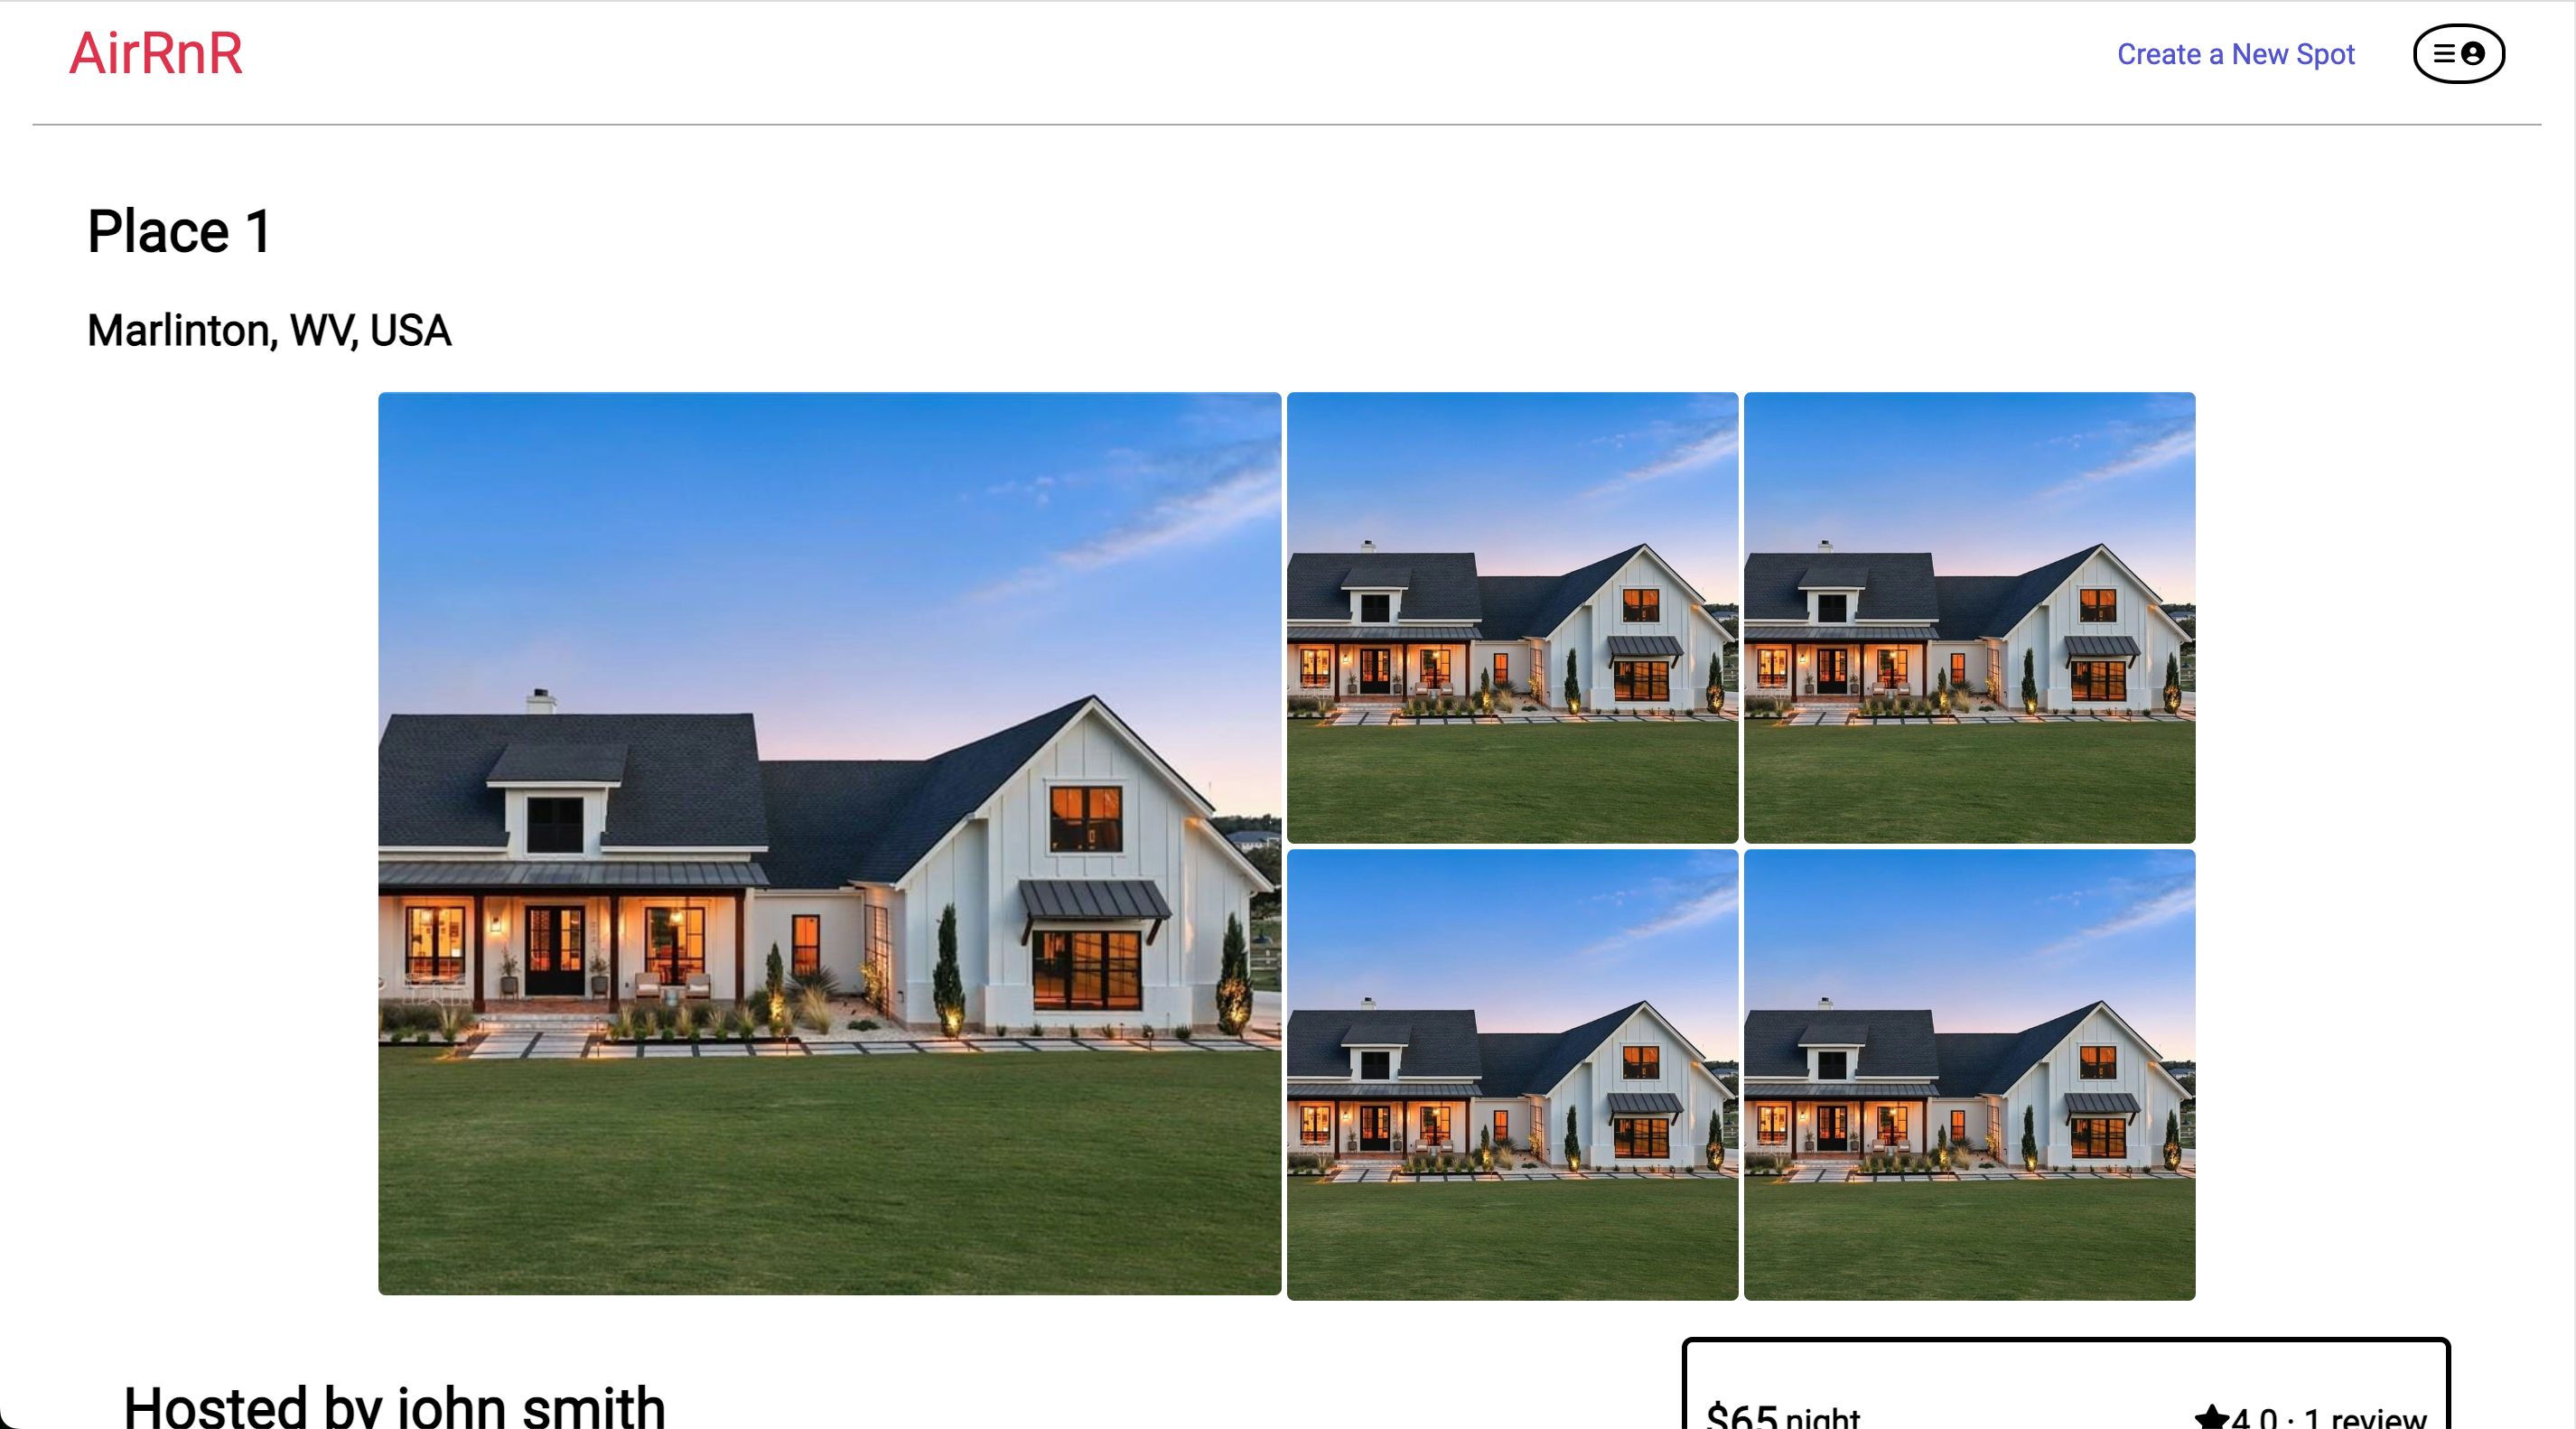 AirRnR
Create a New Spot
Place 1
Marlinton, WV, USA
Hosted by john smith
$65 night
4.0 · 1 review